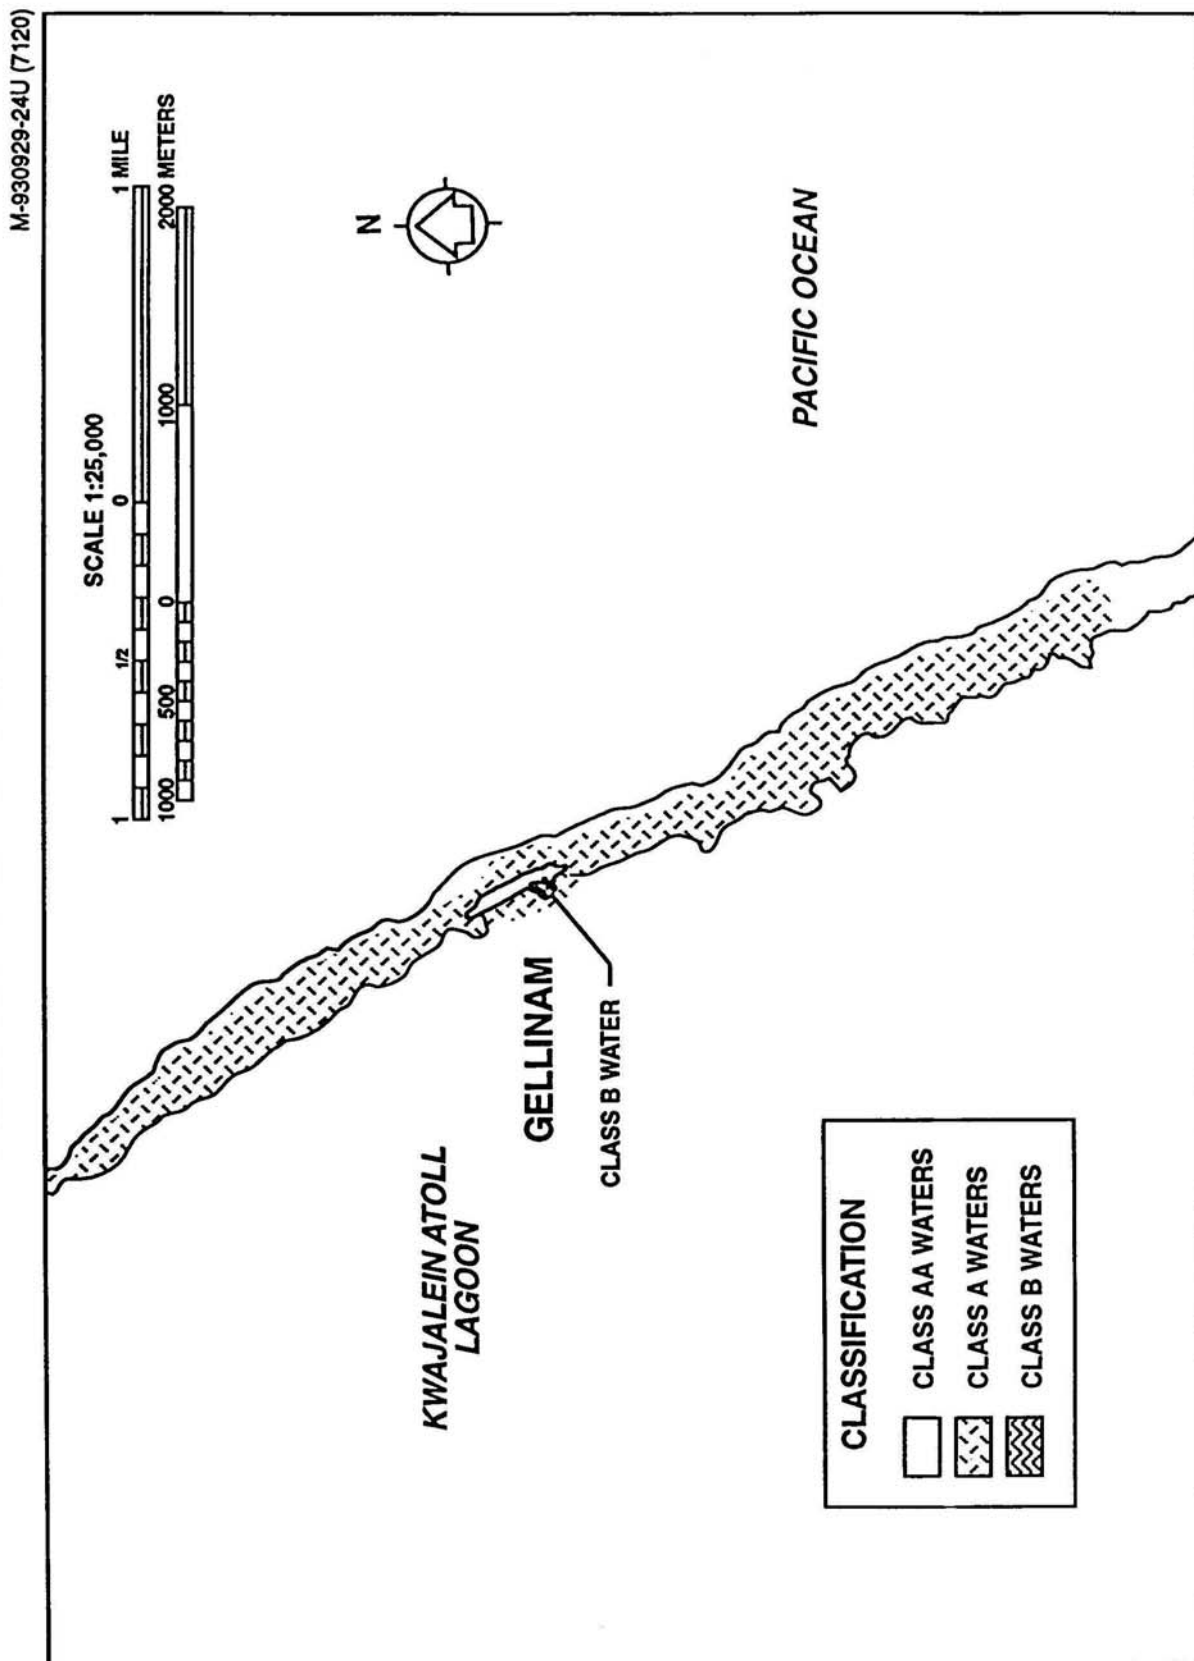 M-930929-24U (7120)
SCALE 1:25,000
1 1/2 0 1 MILE
1000 500 0 1000 2000 METERS
N
PACIFIC OCEAN
KWAJALEIN ATOLL
LAGOON
GELLINAM
CLASS B WATER
CLASSIFICATION
CLASS AA WATERS
CLASS A WATERS
CLASS B WATERS